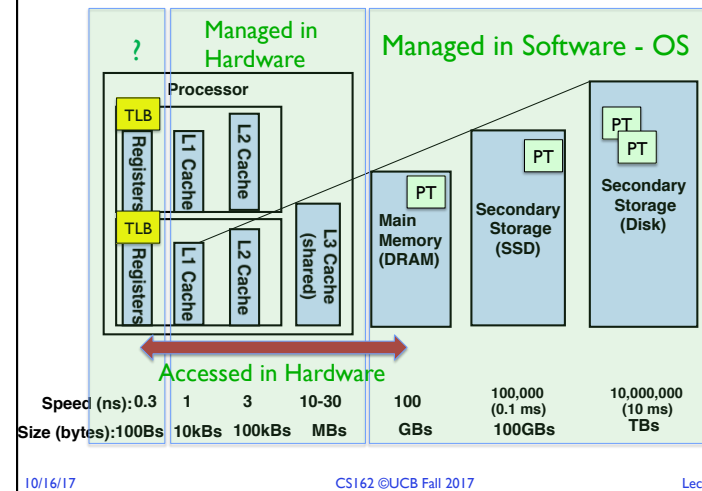 ?
Managed in
Hardware
Managed in Software - OS
Processor
TLB
Registers
L1 Cache
L2 Cache
TLB
Registers
L1 Cache
L2 Cache
L3 Cache
(shared)
PT
Main
Memory
(DRAM)
PT
Secondary
Storage
(SSD)
PT
PT
Secondary
Storage
(Disk)
Accessed in Hardware
Speed (ns): 0.3 1 3 10-30 100 100,000 10,000,000
(0.1 ms) (10 ms)
Size (bytes): 100Bs 10kBs 100kBs MBs GBs 100GBs TBs
10/16/17 CS162 ©UCB Fall 2017 Lec